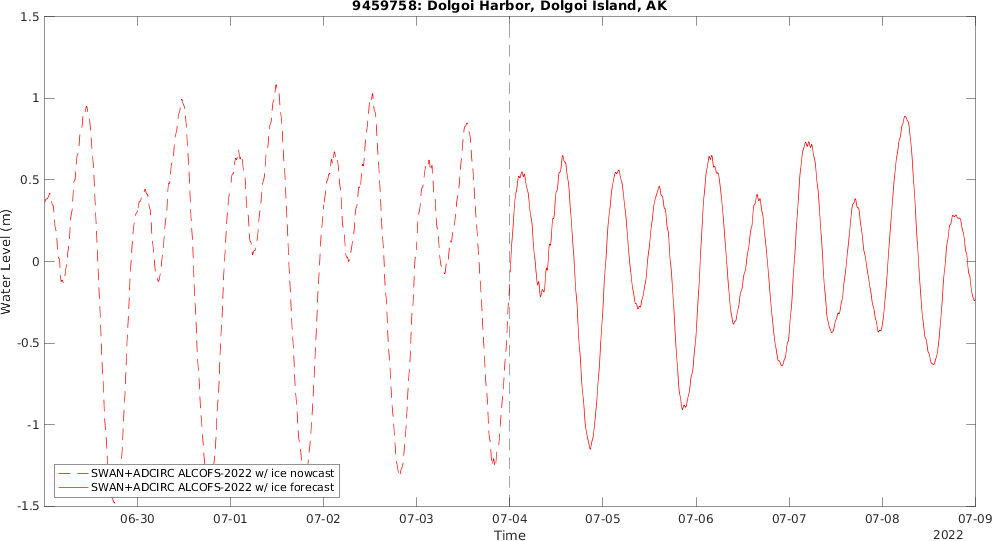 9459758: Dolgoi Harbor, Dolgoi Island, AK
Water Level (m)
1.5
1
0.5
0
-0.5
-1
-1.5
SWAN+ADCIRC ALCOFS-2022 w/ ice nowcast
SWAN+ADCIRC ALCOFS-2022 w/ ice forecast
06-30 07-01 07-02 07-03 07-04 07-05 07-06 07-07 07-08 07-09
Time
2022